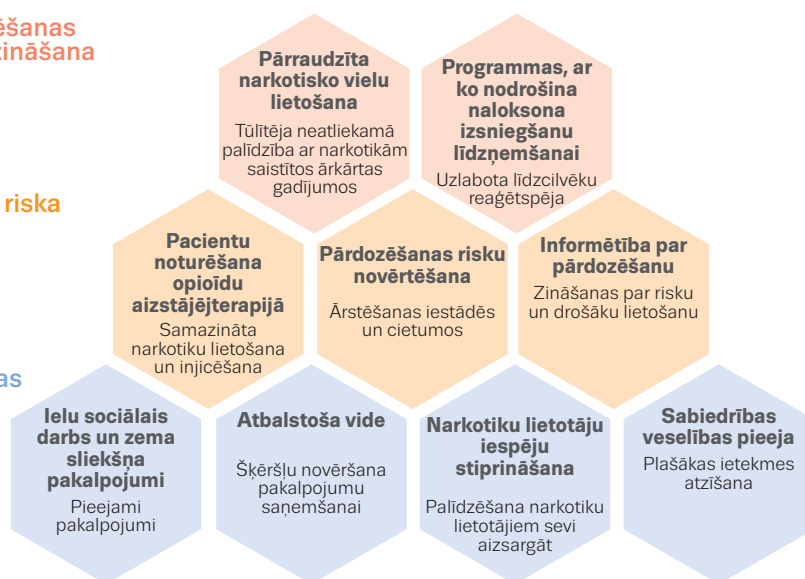 ēšanas
zināšana
Pārraudzīta
narkotisko vielu
lietošana
Tūlītēja neatliekamā
palīdzība ar narkotikām
saistītos ārkārtas
gadījumos
Programmas, ar
ko nodrošina
naloksona
izsniegšanu
līdzņemšanai
Uzlabota līdzcilvēku
reaģētspēja
riska
Pacientu
noturēšana
opioīdu
aizstājējterapijā
Samazināta
narkotiku lietošana
un injicēšana
Pārdozēšanas risku
novērtēšana
Ārstēšanas iestādēs
un cietumos
Informētība par
pārdozēšanu
Zināšanas par risku
un drošāku lietošanu
as
Ielu sociālais
darbs un zema
sliekšņa
pakalpojumi
Pieejami
pakalpojumi
Atbalstoša vide
Šķēršļu novēršana
pakalpojumu
saņemšanai
Narkotiku lietotāju
iespēju
stiprināšana
Palīdzēšana narkotiku
lietotājiem sevi
aizsargāt
Sabiedrības
veselības pieeja
Plašākas ietekmes
atzīšana